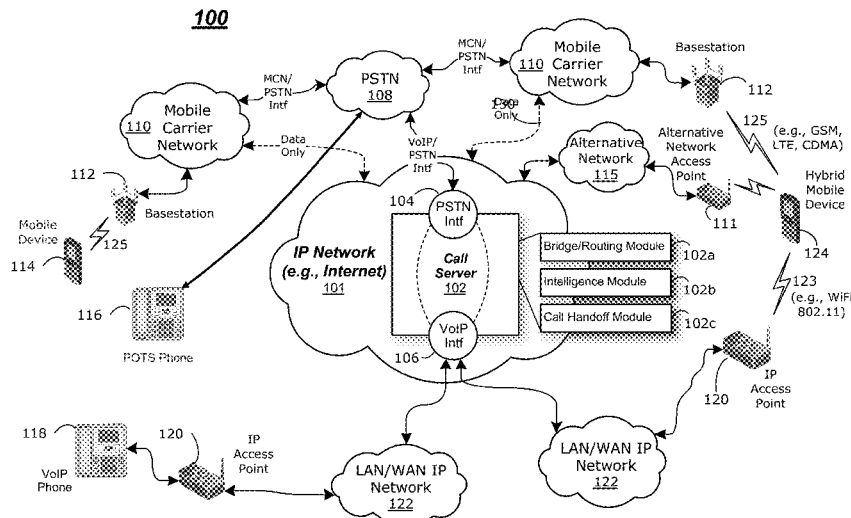 100
MCN/
PSTN
Intf
PSTN
108
MCN/
PSTN
Intf
Mobile
Carrier
Network
110
Basestation
112
Mobile
Carrier
Network
110
Data
Only
VoIP/
PSTN
Intf
130
Data
Only
125
(e.g., GSM,
LTE, CDMA)
Alternative
Network
115
Alternative
Network
Access
Point
111
Hybrid
Mobile
Device
124
112
Basestation
Mobile
Device
114
125
104
PSTN
Intf
IP Network
(e.g., Internet)
101
Call
Server
102
Bridge/Routing Module
102a
Intelligence Module
102b
Call Handoff Module
102c
123
(e.g., WiFi
802.11)
116
POTS Phone
VoIP
Intf
106
120
IP
Access
Point
118
VoIP
Phone
120
IP
Access
Point
LAN/WAN IP
Network
122
LAN/WAN IP
Network
122